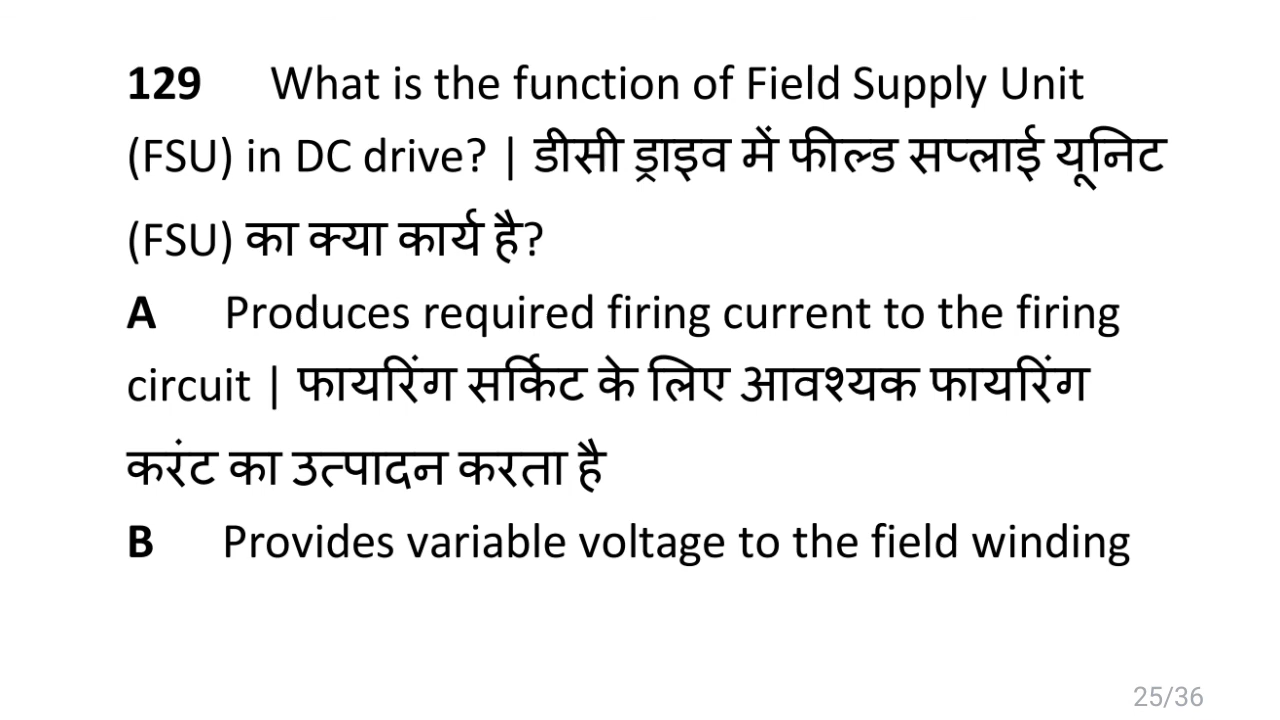 129 What is the function of Field Supply Unit
(FSU) in DC drive? | डीसी ड्राइव में फील्ड सप्लाई यूनिट
(FSU) का क्या कार्य है?
A Produces required firing current to the firing
circuit | फायरिंग सर्किट के लिए आवश्यक फायरिंग
करंट का उत्पादन करता है
B Provides variable voltage to the field winding
25/36